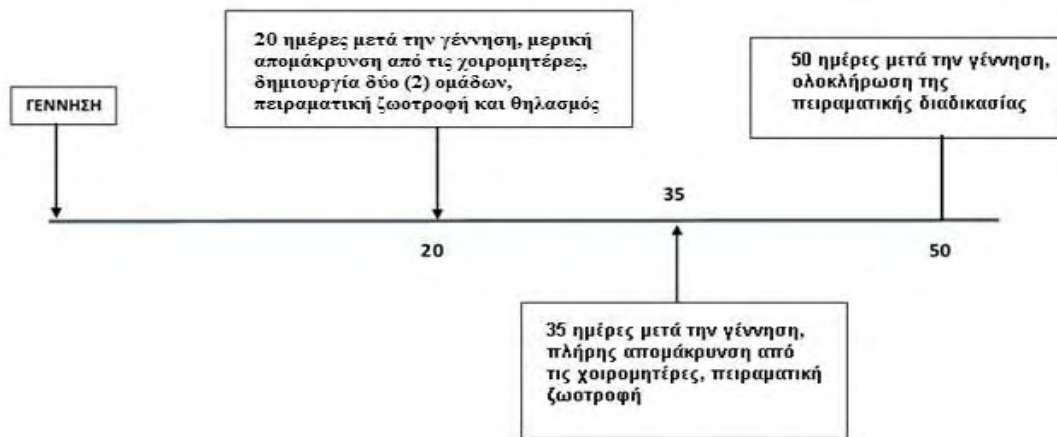 ΓΕΝΝΗΣΗ
20 ημέρες μετά την γέννηση, μερική
απομάκρυνση από τις χοιρομητέρες,
δημιουργία δύο (2) ομάδων,
πειραματική ζωοτροφή και θηλασμός
50 ημέρες μετά την γέννηση,
ολοκλήρωση της
πειραματικής διαδικασίας
35
20
50
35 ημέρες μετά την γέννηση,
πλήρης απομάκρυνση από
τις χοιρομητέρες, πειραματική
ζωοτροφή